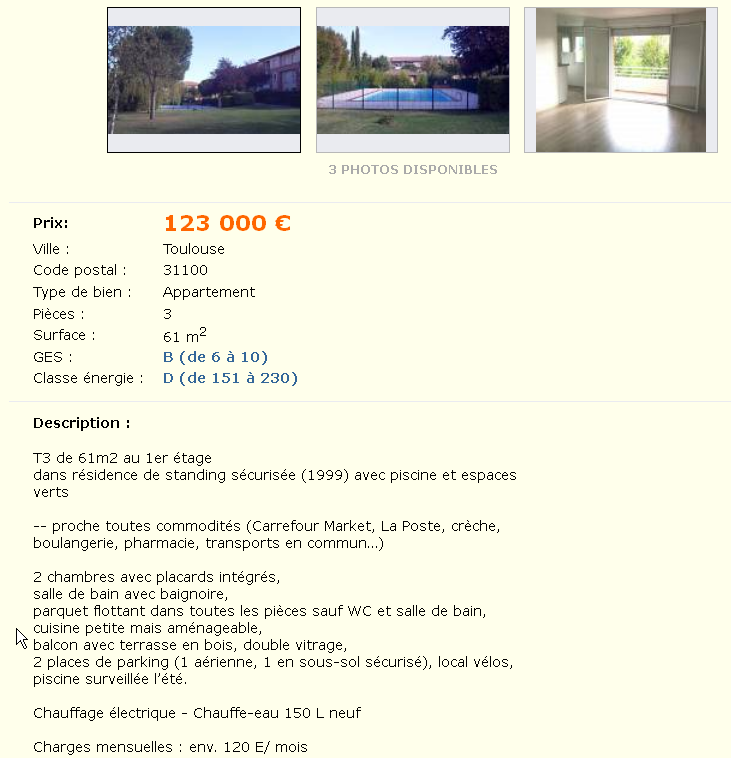 3 PHOTOS DISPONIBLES
Prix: 123 000 €
Ville : Toulouse
Code postal : 31100
Type de bien : Appartement
Pièces : 3
Surface : 61 m²
GES : B (de 6 à 10)
Classe énergie : D (de 151 à 230)
Description :
T3 de 61m2 au 1er étage
dans résidence de standing sécurisée (1999) avec piscine et espaces
verts
-- proche toutes commodités (Carrefour Market, La Poste, crèche,
boulangerie, pharmacie, transports en commun...)
2 chambres avec placards intégrés,
salle de bain avec baignoire,
parquet flottant dans toutes les pièces sauf WC et salle de bain,
cuisine petite mais aménageable,
balcon avec terrasse en bois, double vitrage,
2 places de parking (1 aérienne, 1 en sous-sol sécurisé), local vélos,
piscine surveillée l'été.
Chauffage électrique - Chauffe-eau 150 L neuf
Charges mensuelles : env. 120 E/ mois